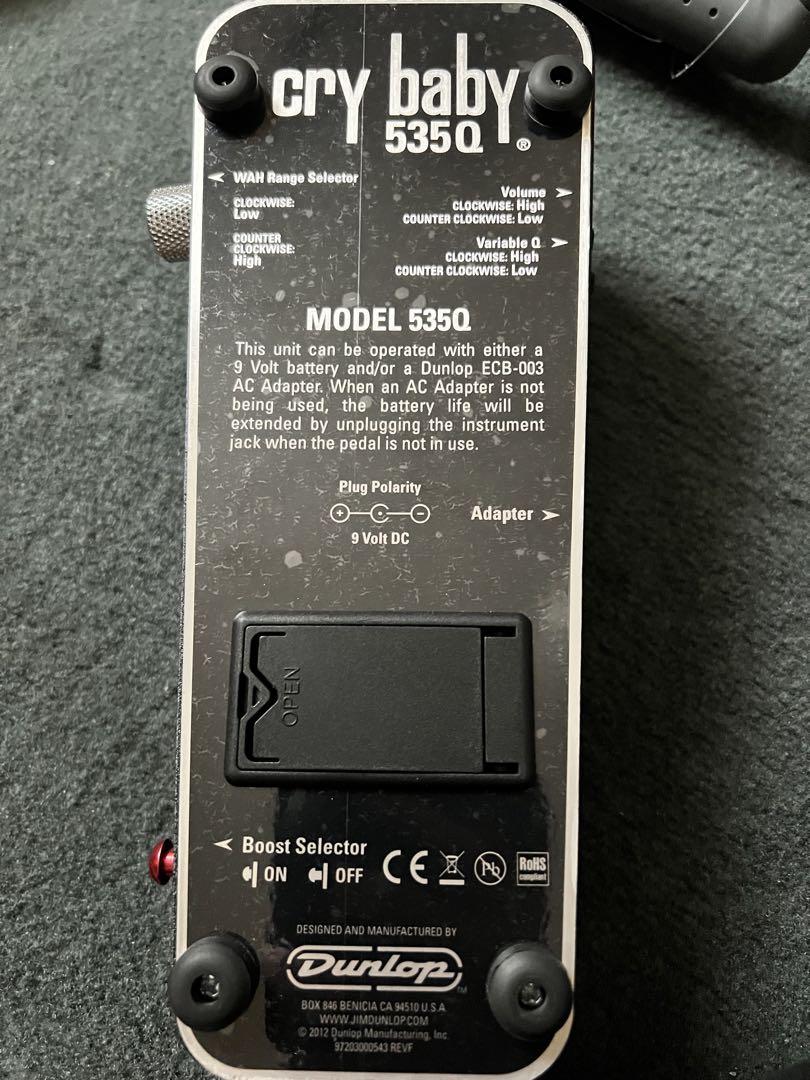 cry baby
535Q ®
WAH Range Selector
CLOCKWISE:
Low
COUNTER
CLOCKWISE:
High
Volume
CLOCKWISE: High
COUNTER CLOCKWISE: Low
Variable Q
CLOCKWISE: High
COUNTER CLOCKWISE: Low
MODEL 535Q
This unit can be operated with either a
9 Volt battery and/or a Dunlop ECB-003
AC Adapter. When an AC Adapter is not
being used, the battery life will be
extended by unplugging the instrument
jack when the pedal is not in use.
Plug Polarity
+ −
9 Volt DC
Adapter
OPEN
Boost Selector
ON OFF
CE Pb RoHS
compliant
DESIGNED AND MANUFACTURED BY
Dunlop TM
BOX 846 BENICIA CA 94510 U.S.A
WWW.JIMDUNLOP.COM
© 2012 Dunlop Manufacturing, Inc.
97203000543 REVF